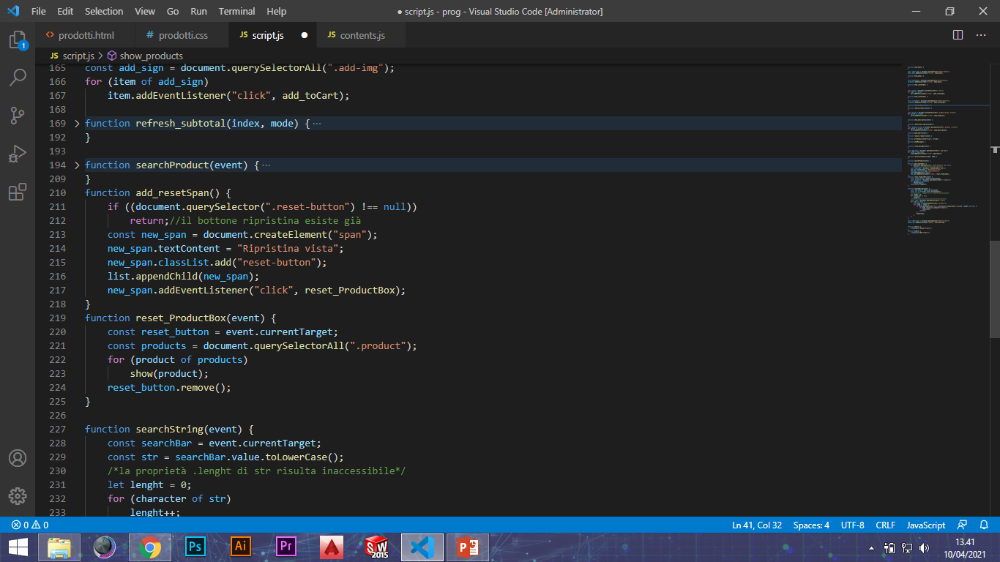 File Edit Selection View Go Run Terminal Help ● script.js - prog - Visual Studio Code [Administrator]
<> prodotti.html # prodotti.css JS script.js ● JS contents.js
JS script.js > show_products
165 const add_sign = document.querySelectorAll(".add-img");
166 for (item of add_sign)
167 item.addEventListener("click", add_toCart);
168
169 > function refresh_subtotal(index, mode) { ···
192 }
193
194 > function searchProduct(event) { ···
209 }
210 function add_resetSpan() {
211 if ((document.querySelector(".reset-button") !== null))
212 return;//il bottone ripristina esiste già
213 const new_span = document.createElement("span");
214 new_span.textContent = "Ripristina vista";
215 new_span.classList.add("reset-button");
216 list.appendChild(new_span);
217 new_span.addEventListener("click", reset_ProductBox);
218 }
219 function reset_ProductBox(event) {
220 const reset_button = event.currentTarget;
221 const products = document.querySelectorAll(".product");
222 for (product of products)
223 show(product);
224 reset_button.remove();
225 }
226
227 function searchString(event) {
228 const searchBar = event.currentTarget;
229 const str = searchBar.value.toLowerCase();
230 /*la proprietà .lenght di str risulta inaccessibile*/
231 let lenght = 0;
232 for (character of str)
233 lenght++;
1
0 0 Ln 41, Col 32 Spaces: 4 UTF-8 CRLF JavaScript
Ps Ai Pr SW 2015 P
13.41
10/04/2021